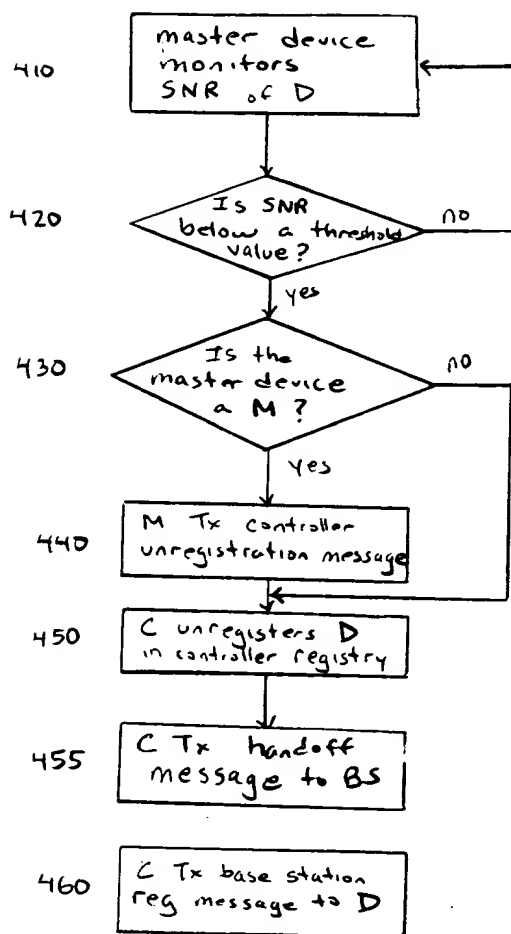 410
master device
monitors
SNR of D
420
Is SNR
below a threshold
value?
no
yes
430
Is the
master device
a M ?
no
yes
440
M Tx controller
unregistration message
450
C unregisters D
in controller registry
455
C Tx handoff
message to BS
460
C Tx base station
reg message to D